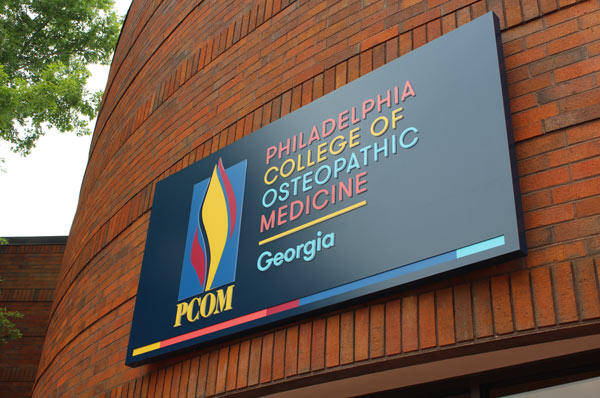 PHILADELPHIA
COLLEGE OF
OSTEOPATHIC
MEDICINE
Georgia
PCOM